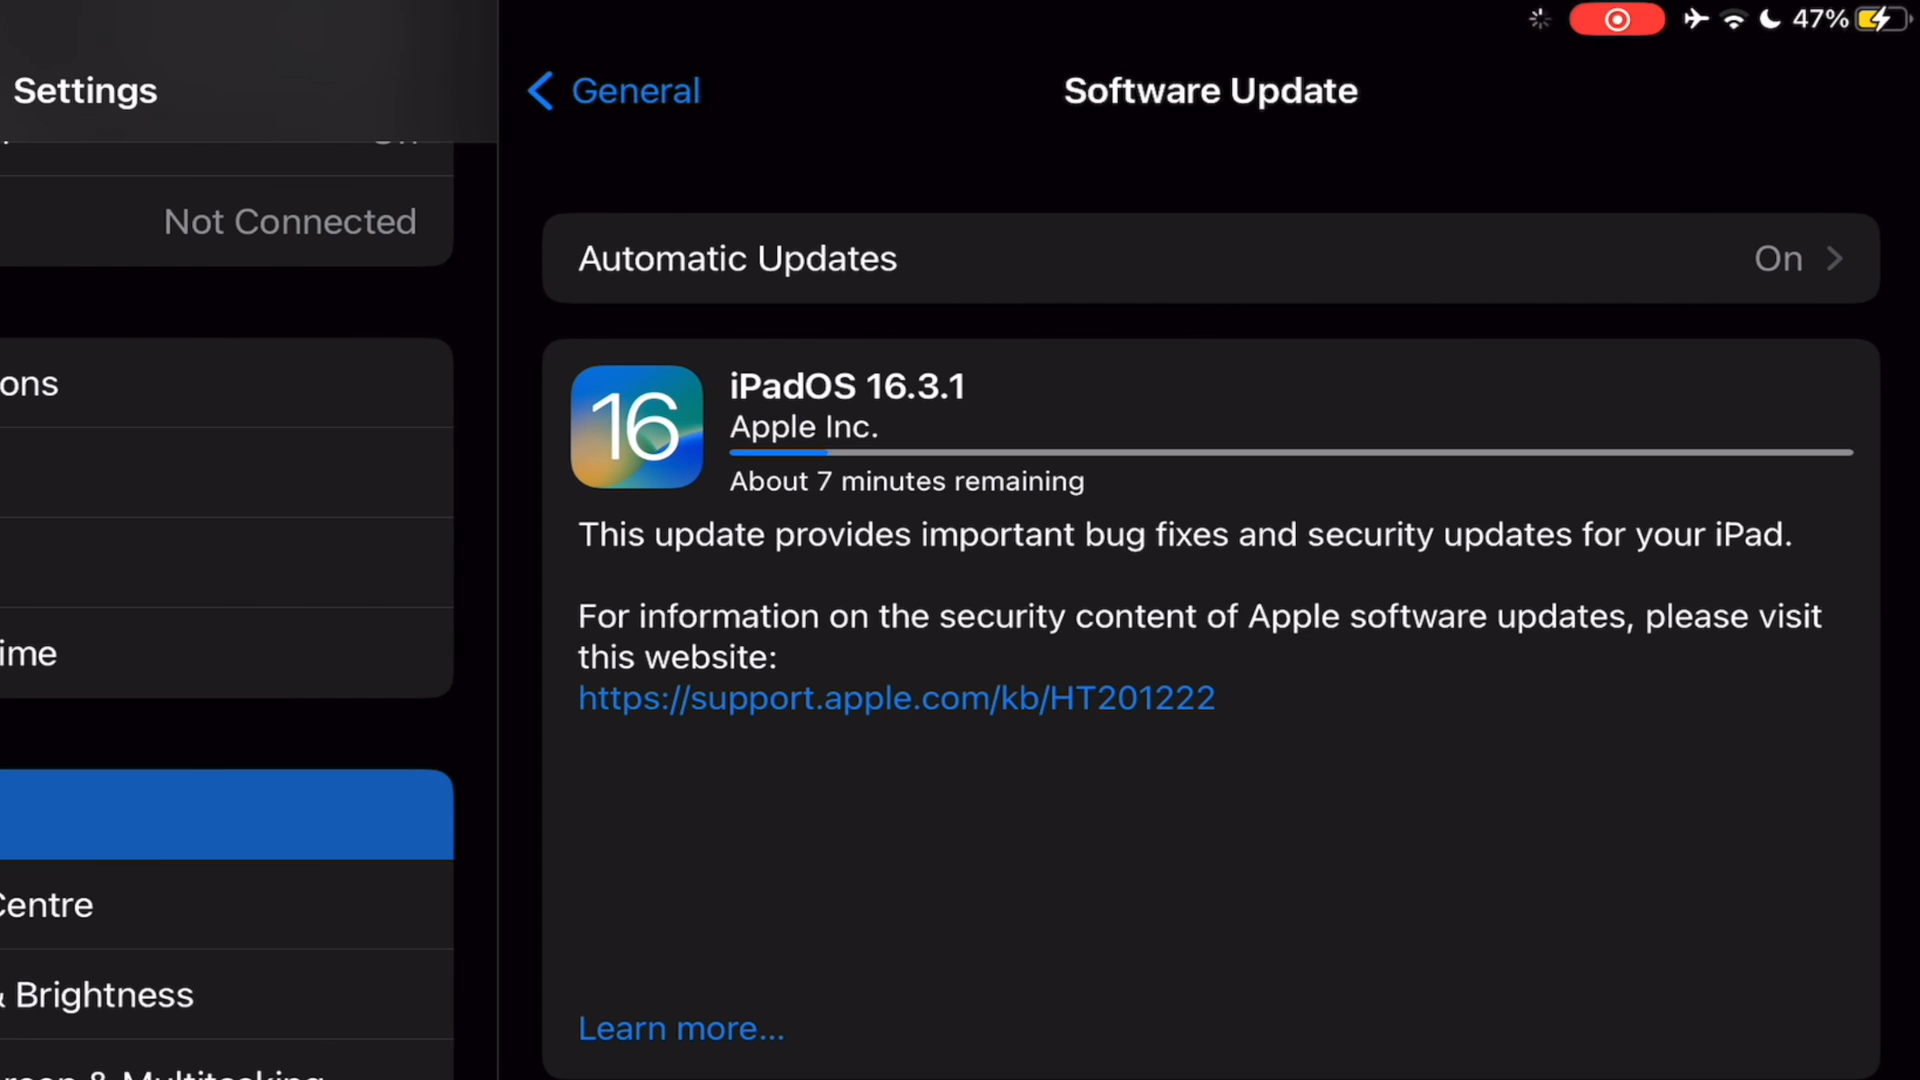 47%
Settings
General
Software Update
Not Connected
Automatic Updates
On
ons
iPadOS 16.3.1
16
Apple Inc.
About 7 minutes remaining
This update provides important bug fixes and security updates for your iPad.
For information on the security content of Apple software updates, please visit
this website:
https://support.apple.com/kb/HT201222
ime
Centre
& Brightness
Learn more...
& Multitasking